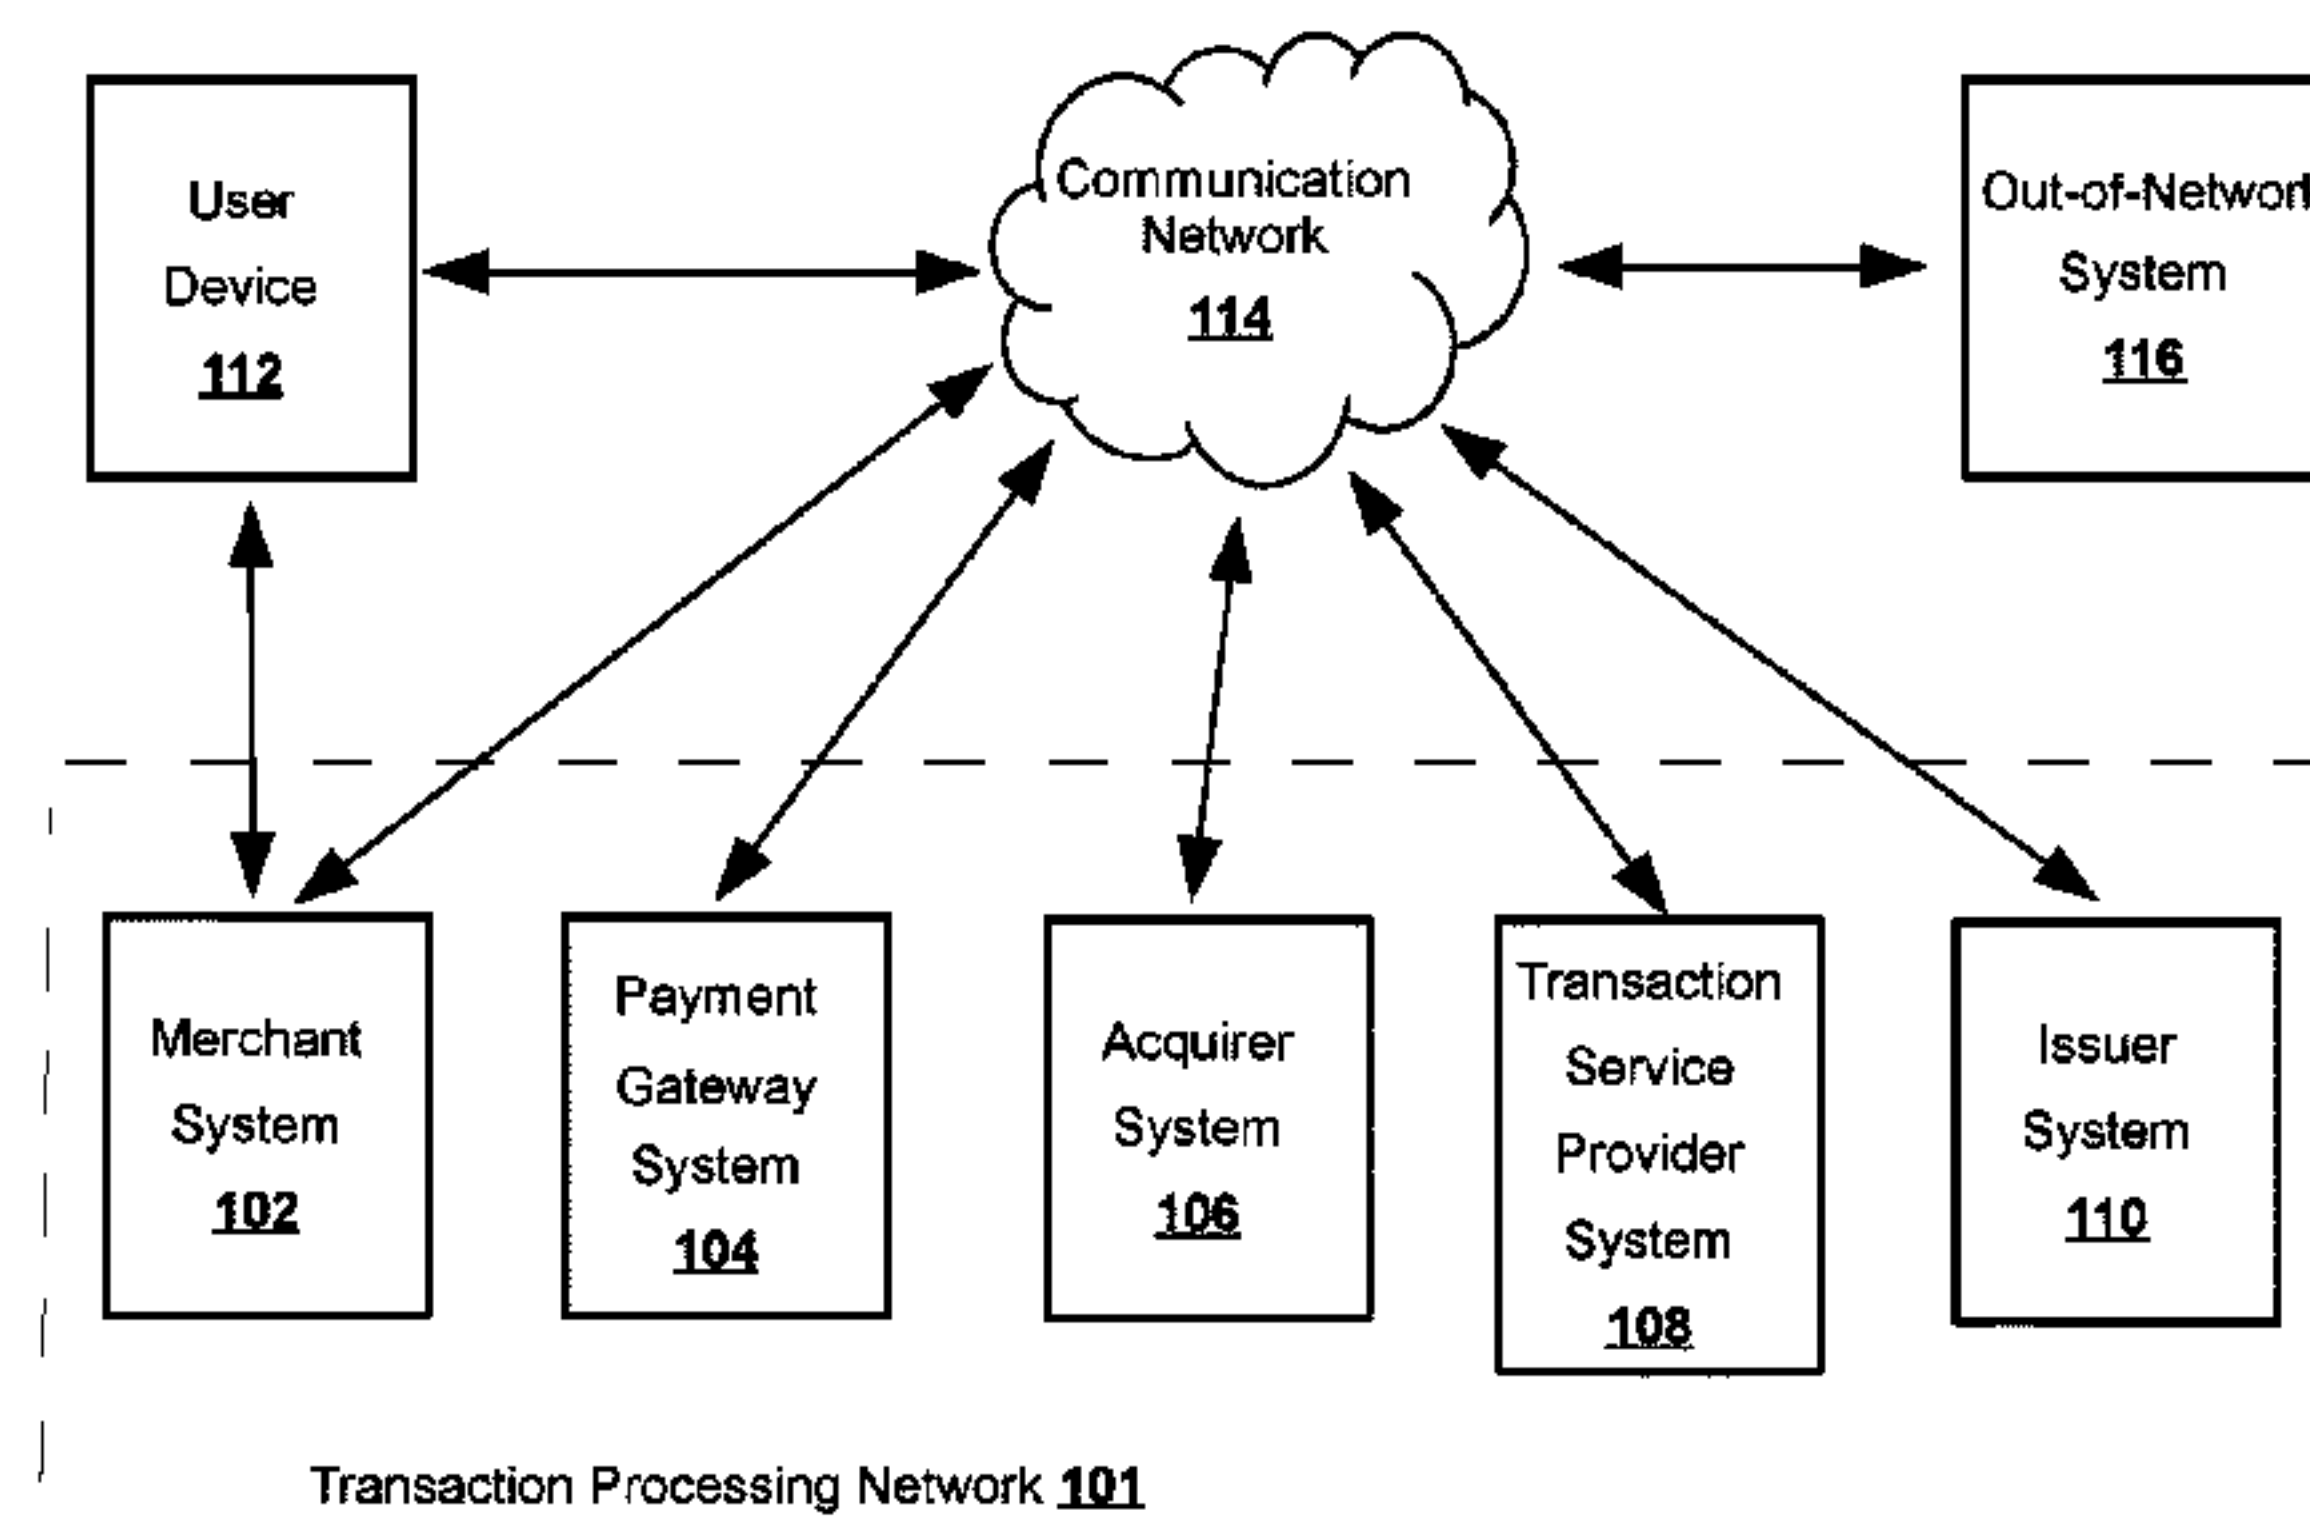 User
Device
112
Communication
Network
114
Out-of-Network
System
116
Merchant
System
102
Payment
Gateway
System
104
Acquirer
System
106
Transaction
Service
Provider
System
108
Issuer
System
110
Transaction Processing Network 101